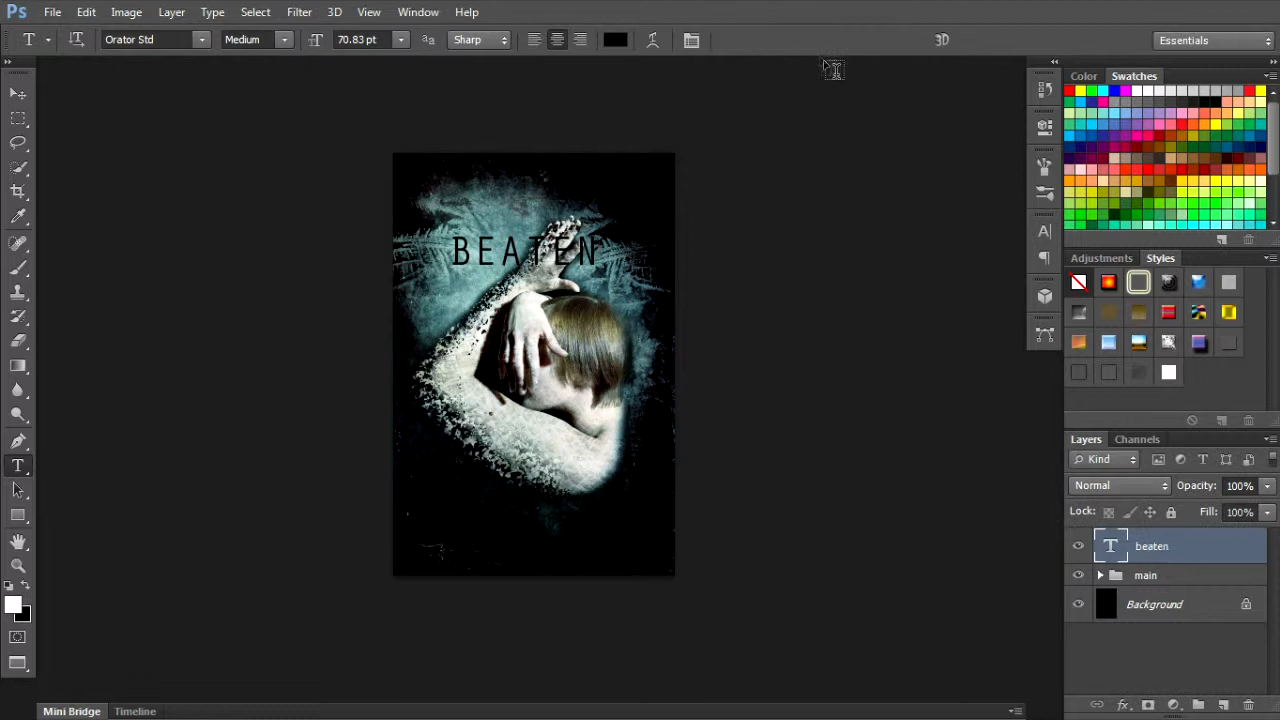 Ps File Edit Image Layer Type Select Filter 3D View Window Help
T Orator Std Medium 70.83 pt aa Sharp 3D Essentials
Color Swatches
BEATEN
Adjustments Styles
Layers Channels
Kind
Normal Opacity: 100%
Lock: Fill: 100%
T beaten
main
Background
Mini Bridge Timeline